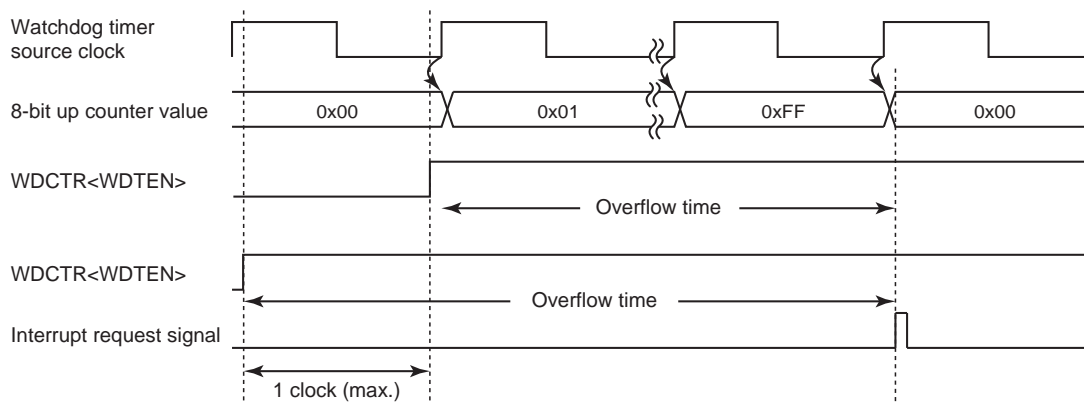 Watchdog timer
source clock
8-bit up counter value
0x00
0x01
0xFF
0x00
WDCTR<WDTEN>
Overflow time
WDCTR<WDTEN>
Overflow time
Interrupt request signal
1 clock (max.)